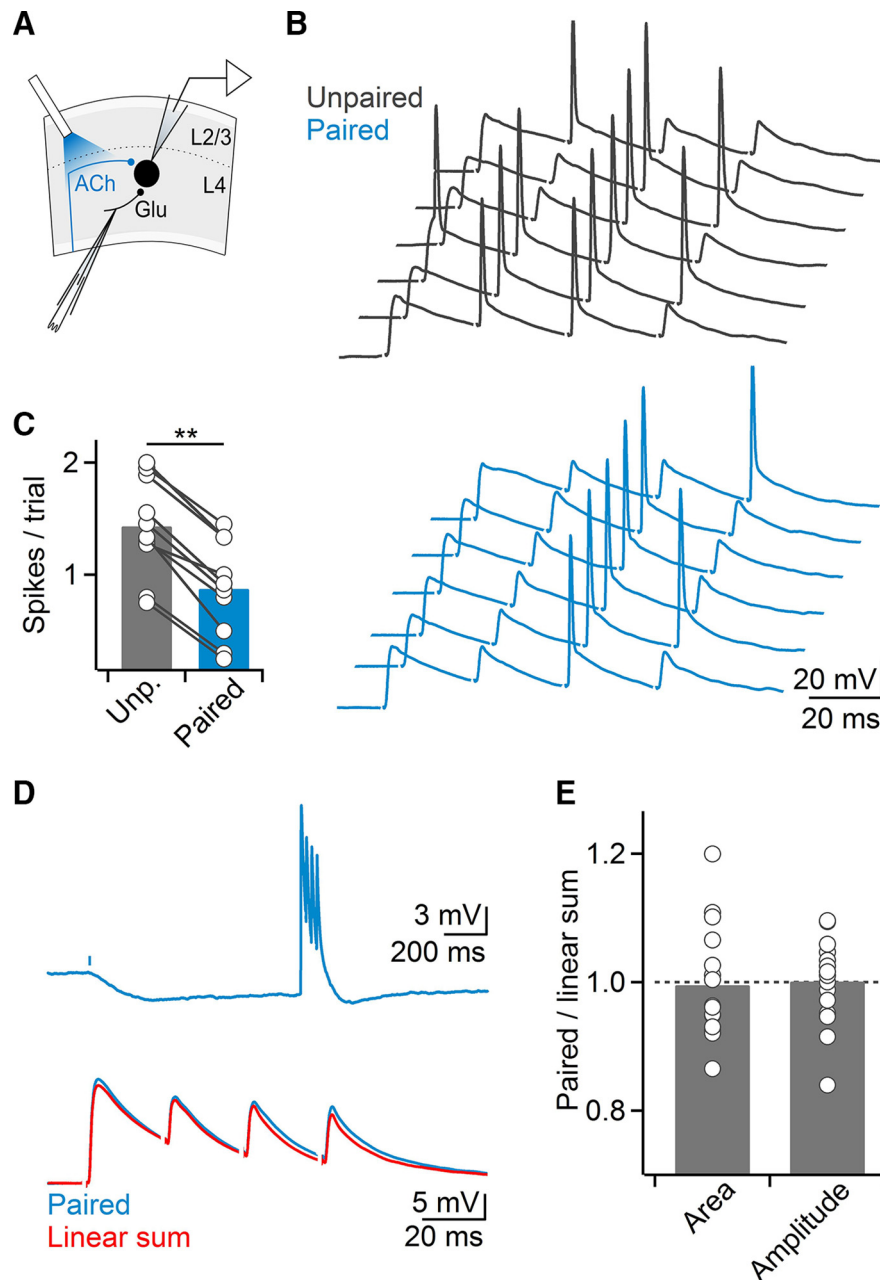 A
L2/3
ACh
L4
Glu
B
Unpaired
Paired
20 mV
20 ms
C
**
2
1
Spikes / trial
Unp.
Paired
D
3 mV
200 ms
Paired
Linear sum
5 mV
20 ms
E
1.2
1.0
0.8
Paired / linear sum
Area
Amplitude